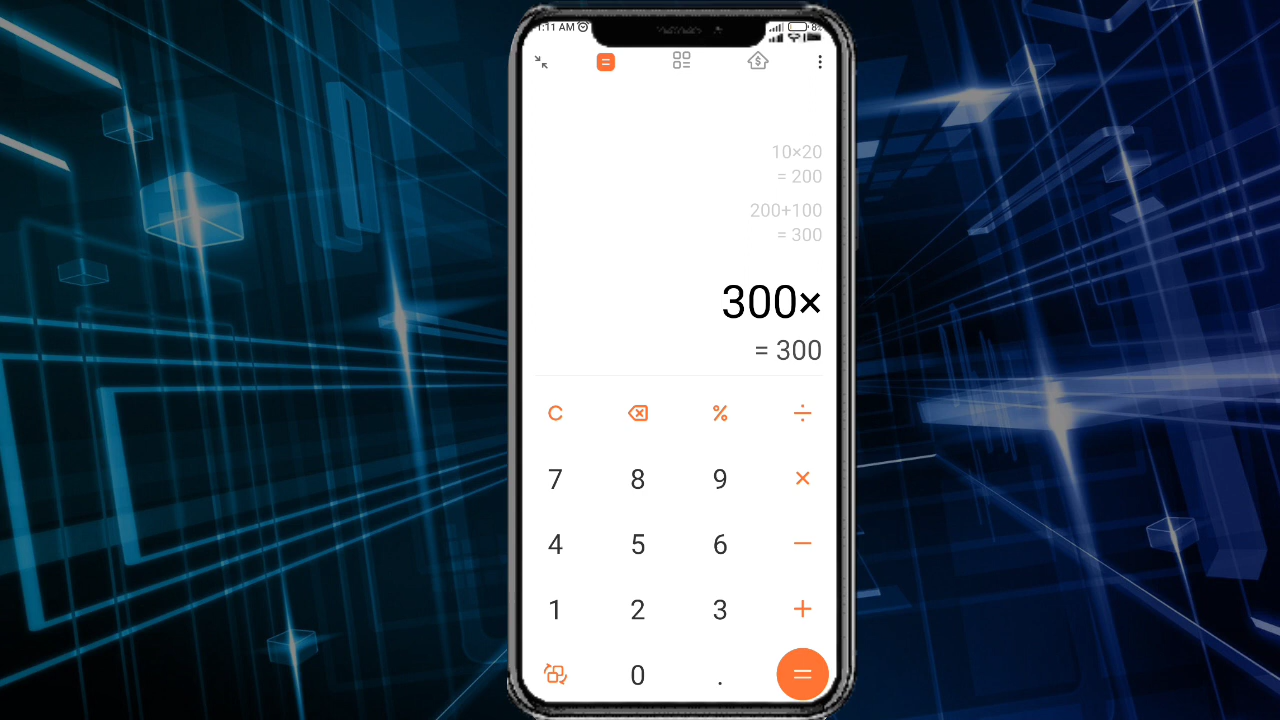 1:11 AM
8%
10×20
= 200
200+100
= 300
300×
= 300
C % ÷
7 8 9 ×
4 5 6 −
1 2 3 +
0 . =